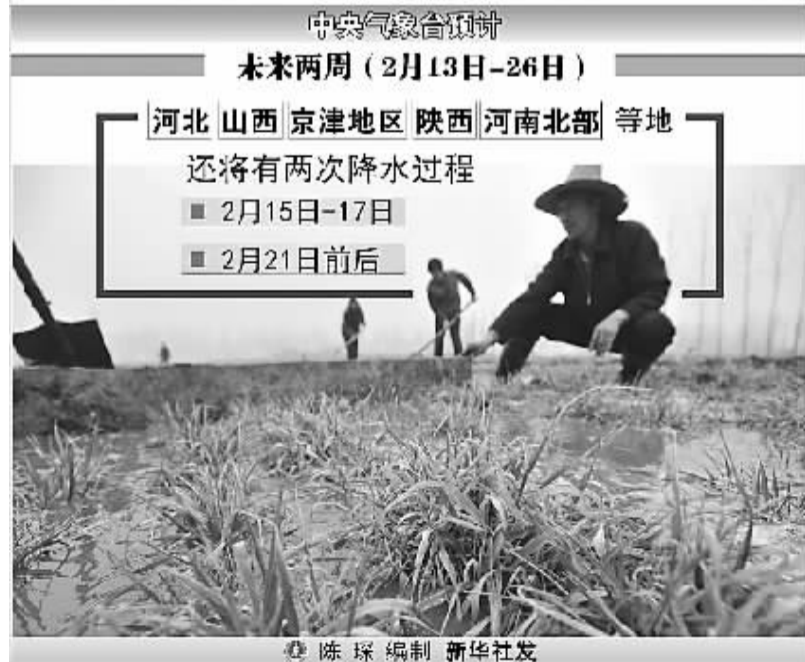 中央气象台预计
未来两周（2月13日-26日）
河北 山西 京津地区 陕西 河南北部 等地
还将有两次降水过程
2月15日-17日
2月21日前后
陈 琛 编制 新华社发